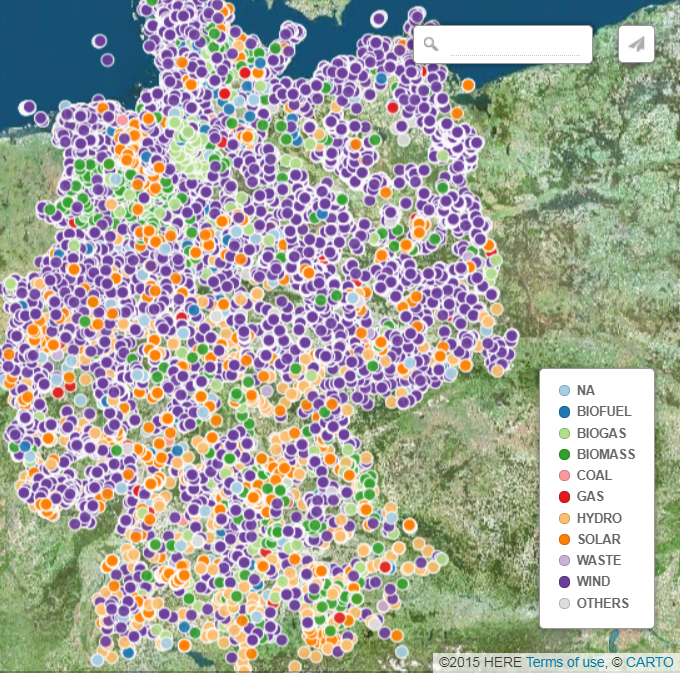 NA
BIOFUEL
BIOGAS
BIOMASS
COAL
GAS
HYDRO
SOLAR
WASTE
WIND
OTHERS
©2015 HERE Terms of use, © CARTO